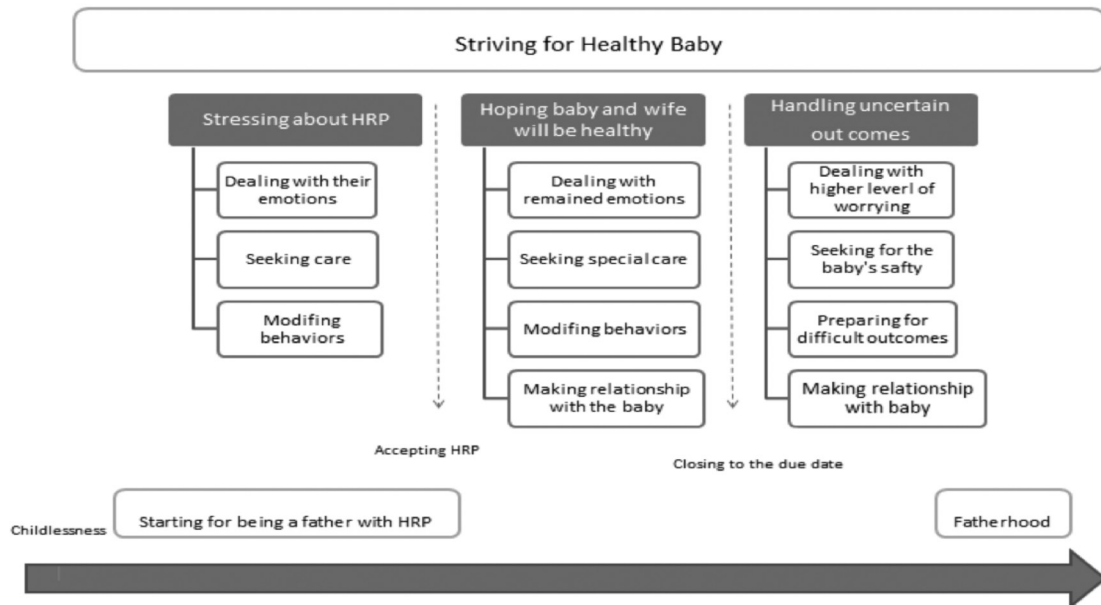 Striving for Healthy Baby
Stressing about HRP
Dealing with their
emotions
Seeking care
Modifing
behaviors
Hoping baby and wife
will be healthy
Dealing with
remained emotions
Seeking special care
Modifing behaviors
Making relationship
with the baby
Handling uncertain
out comes
Dealing with
higher leverl of
worrying
Seeking for the
baby's safty
Preparing for
difficult outcomes
Making relationship
with baby
Accepting HRP
Closing to the due date
Childlessness
Starting for being a father with HRP
Fatherhood